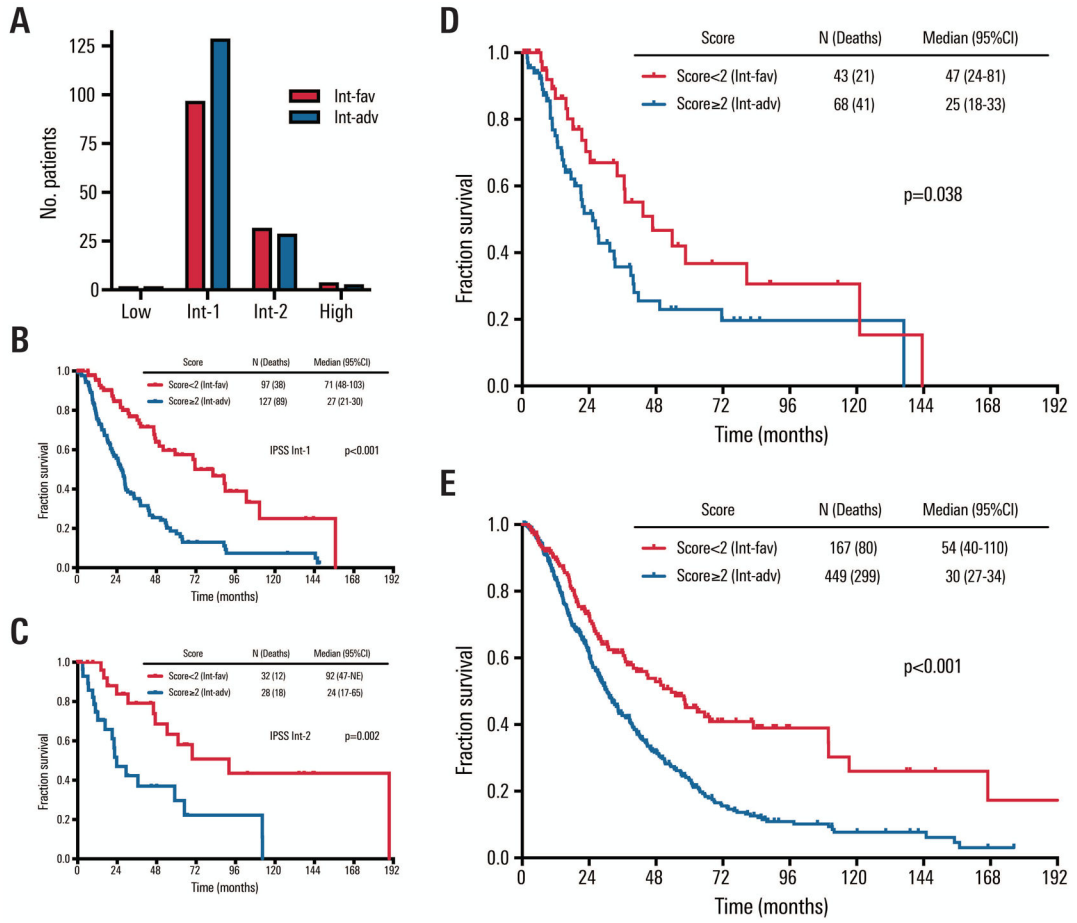 A
No. patients
125
100
75
50
25
0
Int-fav
Int-adv
Low Int-1 Int-2 High
B
Fraction survival
1.0
0.8
0.6
0.4
0.2
0.0
Score N (Deaths) Median (95%CI)
Score<2 (Int-fav) 97 (38) 71 (48-103)
Score≥2 (Int-adv) 127 (89) 27 (21-30)
IPSS Int-1 p<0.001
0 24 48 72 96 120 144 168 192
Time (months)
C
Fraction survival
1.0
0.8
0.6
0.4
0.2
0.0
Score N (Deaths) Median (95%CI)
Score<2 (Int-fav) 32 (12) 92 (47-NE)
Score≥2 (Int-adv) 28 (18) 24 (17-65)
IPSS Int-2 p=0.002
0 24 48 72 96 120 144 168 192
Time (months)
D
Fraction survival
1.0
0.8
0.6
0.4
0.2
0.0
Score N (Deaths) Median (95%CI)
Score<2 (Int-fav) 43 (21) 47 (24-81)
Score≥2 (Int-adv) 68 (41) 25 (18-33)
p=0.038
0 24 48 72 96 120 144 168 192
Time (months)
E
Fraction survival
1.0
0.8
0.6
0.4
0.2
0.0
Score N (Deaths) Median (95%CI)
Score<2 (Int-fav) 167 (80) 54 (40-110)
Score≥2 (Int-adv) 449 (299) 30 (27-34)
p<0.001
0 24 48 72 96 120 144 168 192
Time (months)